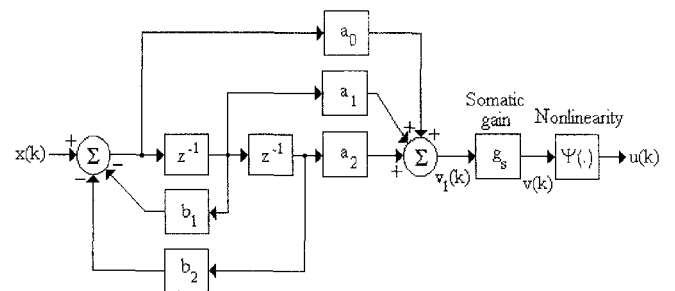 a0
a1
Somatic gain
Nonlinearity
x(k)
+
Σ
−
−
z⁻¹
z⁻¹
a2
+
+
+
Σ
v1(k)
gs
v(k)
Ψ(.)
u(k)
b1
b2